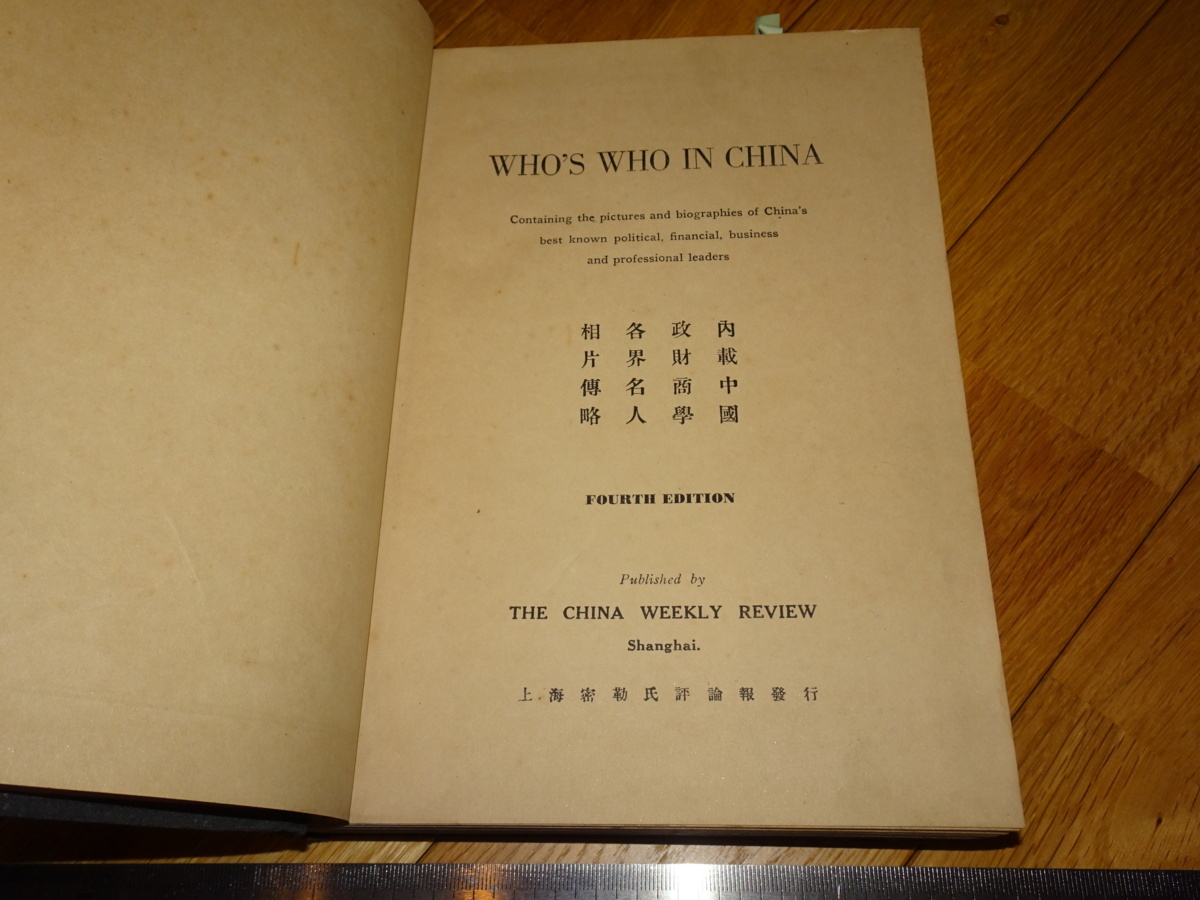 WHO'S WHO IN CHINA
Containing the pictures and biographies of China's
best known political, financial, business
and professional leaders
內載中國
政財商學
各界名人
相片傳略
FOURTH EDITION
Published by
THE CHINA WEEKLY REVIEW
Shanghai.
上海密勒氏評論報發行